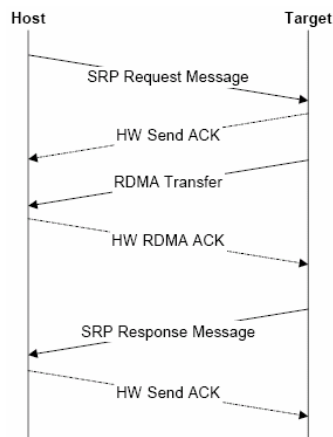 Host Target
SRP Request Message
HW Send ACK
RDMA Transfer
HW RDMA ACK
SRP Response Message
HW Send ACK